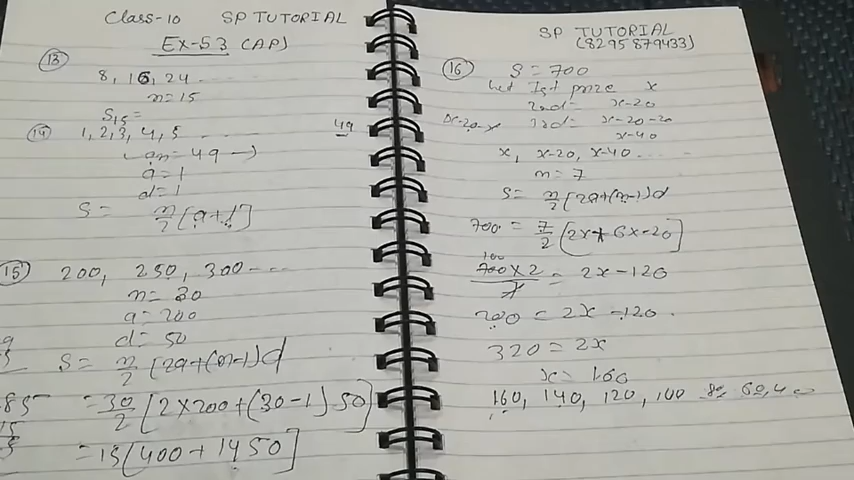 Class-10 SP TUTORIAL
EX-5.3 (AP)
(13)
8, 16, 24 ........
n=15
S15=
(14) 1, 2, 3, 4, 5, ........ 49
an= 49
a=1
d=1
S= n/2 [a+l]
(15) 200, 250, 300 ----
n= 30
a=200
d= 50
S= n/2 [2a+(n-1)d
=30/2 [2×200+(30-1) 50]
=15[400+1450]
SP TUTORIAL
(8295879433)
(16) S=700
Let Ist prize x
2nd= x-20
3rd= x-20-20
x-40
x, x-20, x-40 ....
n= 7
S= n/2 [2a+(n-1)d
700= 7/2 [2x+6x-20]
100
700×2/7 = 2x-120
200 = 2x-120
320 = 2x
x= 160
160, 140, 120, 100 80, 60, 40